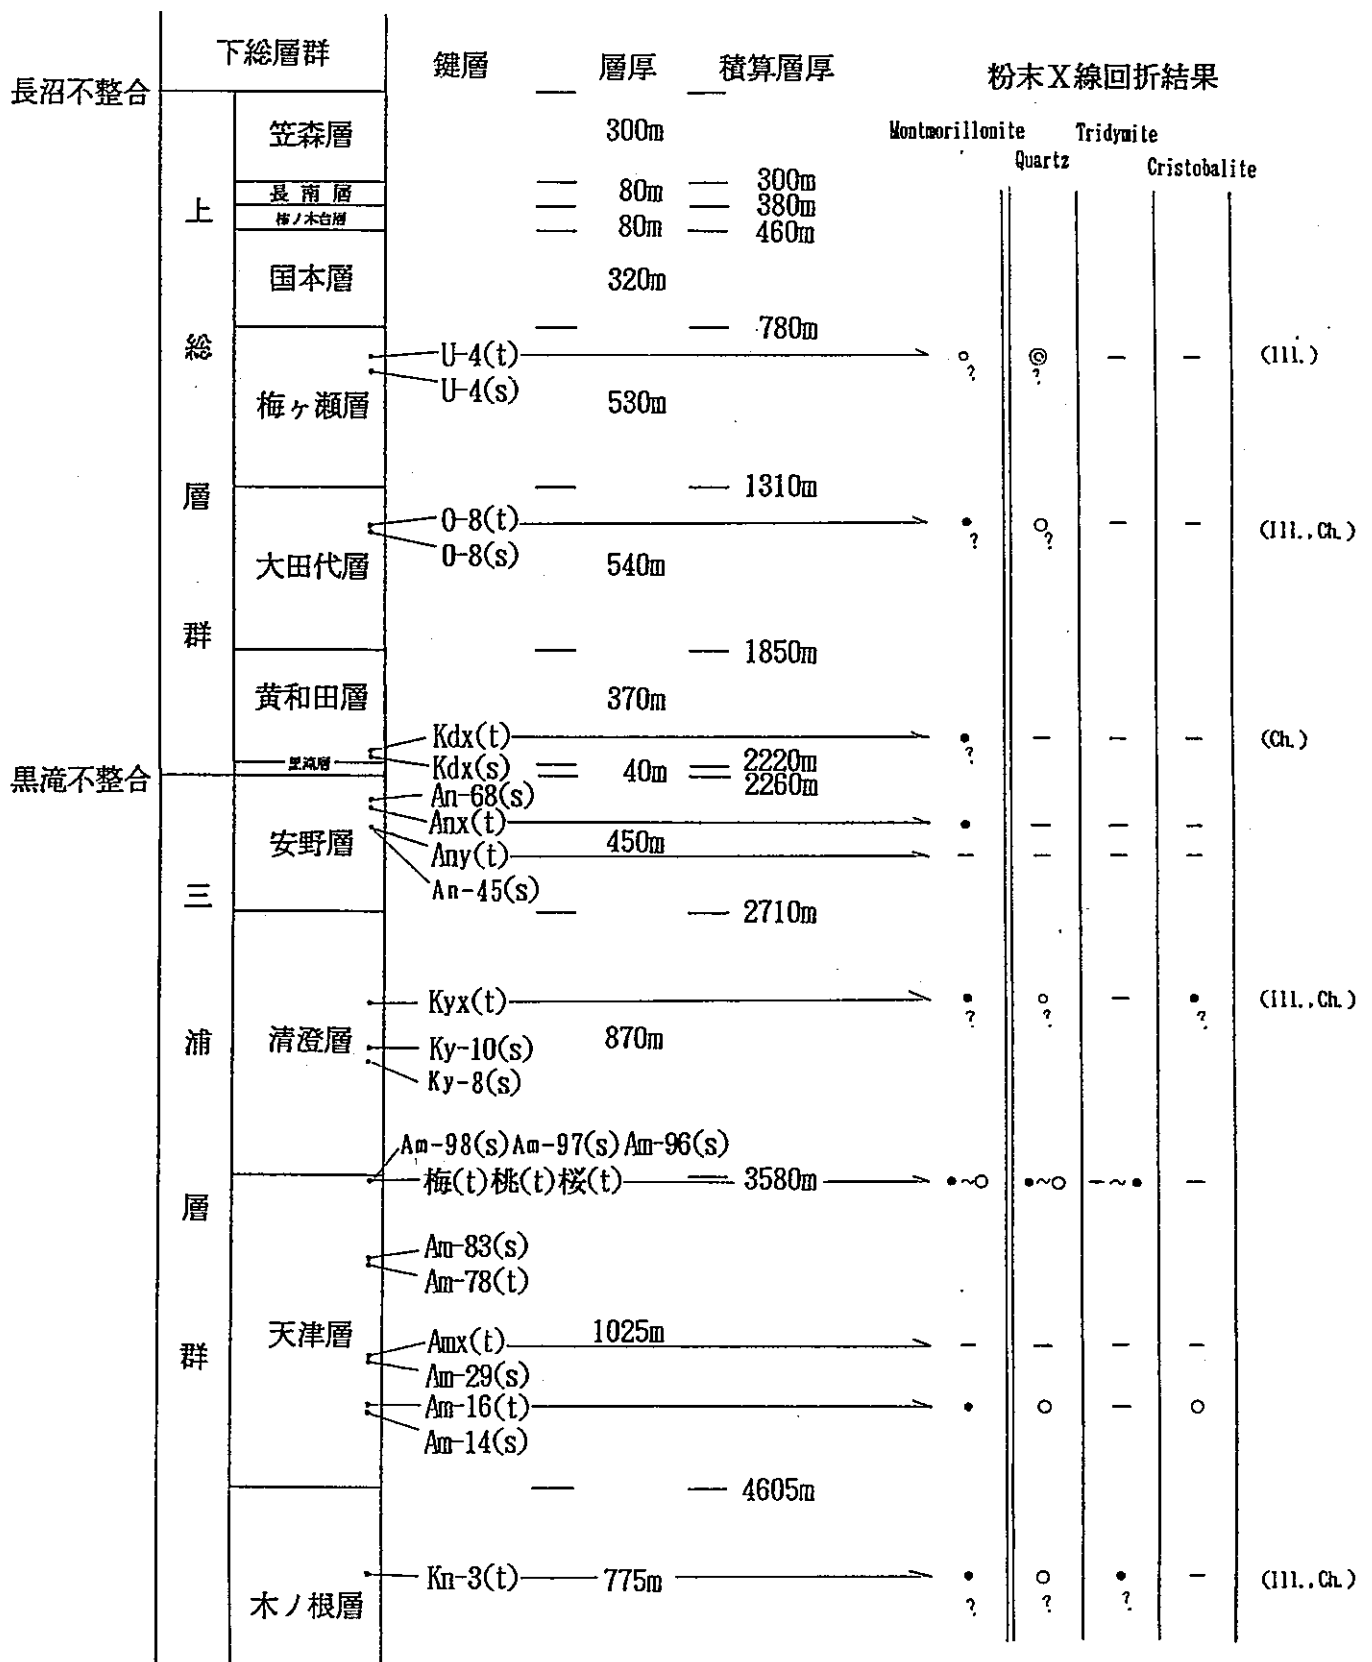 下総層群 鍵層 層厚 積算層厚 粉末X線回折結果
長沼不整合
Montmorillonite Quartz Tridymite Cristobalite
上総層群
笠森層 300m
300m
長南層 80m
380m
柿ノ木台層 80m
460m
国本層 320m
780m
U-4(t) ○? ◎? — — (Ill.)
U-4(s)
梅ヶ瀬層 530m
1310m
O-8(t) ●? ○? — — (Ill.,Ch.)
O-8(s)
大田代層 540m
1850m
黄和田層 370m
Kdx(t) ●? — — — (Ch.)
Kdx(s)
2220m
黒滝層 40m
黒滝不整合 2260m
三浦層群
An-68(s)
Anx(t) ● — — —
安野層 450m
Any(t) — — — —
An-45(s)
2710m
Kyx(t) ●? ○? — ●? (Ill.,Ch.)
清澄層 870m
Ky-10(s)
Ky-8(s)
Am-98(s) Am-97(s) Am-96(s)
梅(t) 桃(t) 桜(t) 3580m ●~○ ●~○ —~● —
Am-83(s)
Am-78(t)
天津層 1025m
Amx(t) — — — —
Am-29(s)
Am-16(t) ● ○ — ○
Am-14(s)
4605m
Kn-3(t) 775m ●? ○? ●? — (Ill.,Ch.)
木ノ根層